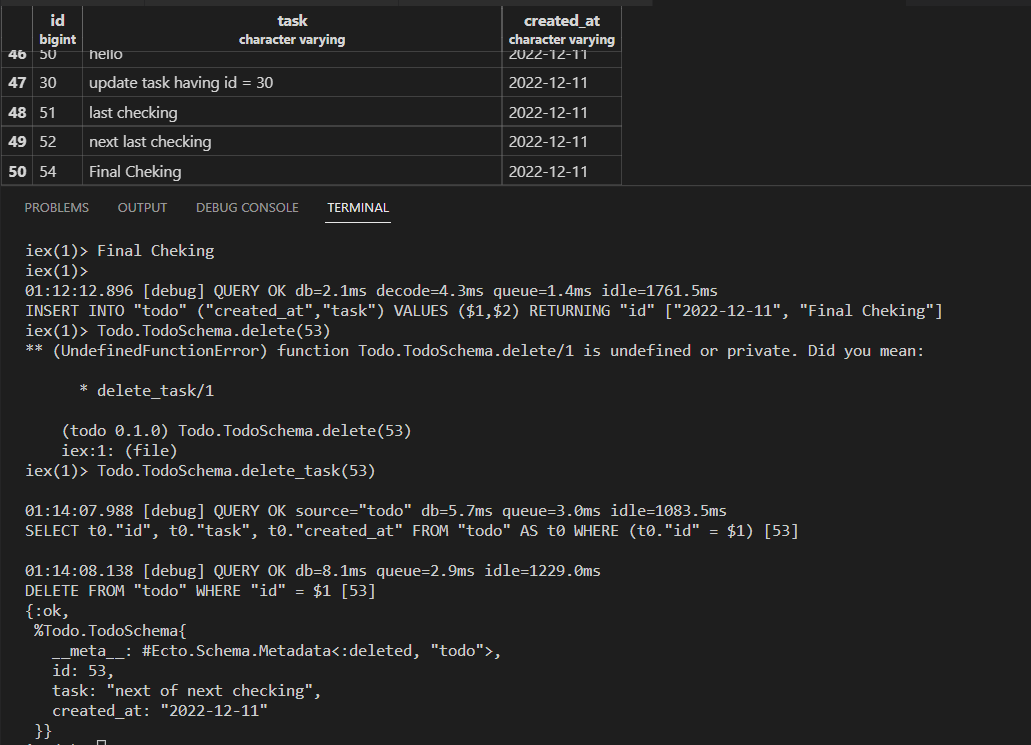 id task created_at
bigint character varying character varying
46 50 hello 2022-12-11
47 30 update task having id = 30 2022-12-11
48 51 last checking 2022-12-11
49 52 next last checking 2022-12-11
50 54 Final Cheking 2022-12-11
PROBLEMS OUTPUT DEBUG CONSOLE TERMINAL
iex(1)> Final Cheking
iex(1)>
01:12:12.896 [debug] QUERY OK db=2.1ms decode=4.3ms queue=1.4ms idle=1761.5ms
INSERT INTO "todo" ("created_at","task") VALUES ($1,$2) RETURNING "id" ["2022-12-11", "Final Cheking"]
iex(1)> Todo.TodoSchema.delete(53)
** (UndefinedFunctionError) function Todo.TodoSchema.delete/1 is undefined or private. Did you mean:
* delete_task/1
(todo 0.1.0) Todo.TodoSchema.delete(53)
iex:1: (file)
iex(1)> Todo.TodoSchema.delete_task(53)
01:14:07.988 [debug] QUERY OK source="todo" db=5.7ms queue=3.0ms idle=1083.5ms
SELECT t0."id", t0."task", t0."created_at" FROM "todo" AS t0 WHERE (t0."id" = $1) [53]
01:14:08.138 [debug] QUERY OK db=8.1ms queue=2.9ms idle=1229.0ms
DELETE FROM "todo" WHERE "id" = $1 [53]
{:ok,
%Todo.TodoSchema{
__meta__: #Ecto.Schema.Metadata<:deleted, "todo">,
id: 53,
task: "next of next checking",
created_at: "2022-12-11"
}}